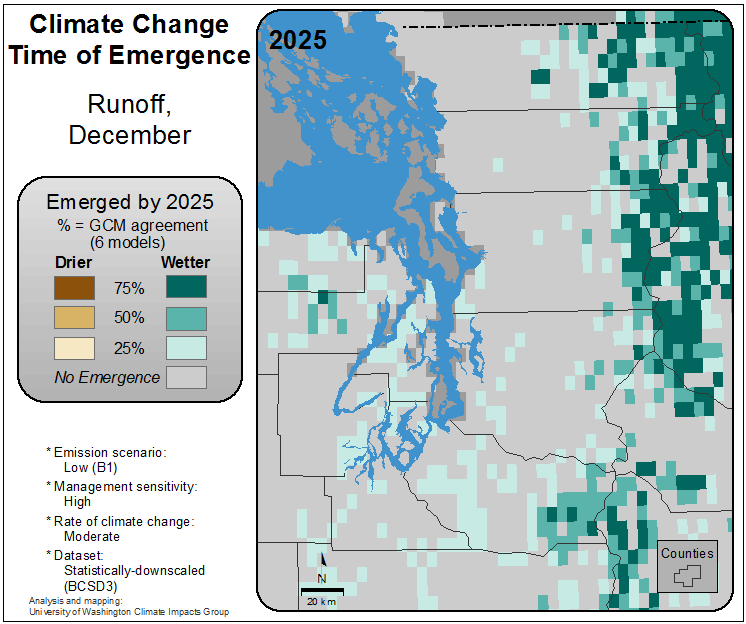 Climate Change
Time of Emergence
Runoff,
December
Emerged by 2025
% = GCM agreement
(6 models)
Drier Wetter
75%
50%
25%
No Emergence
* Emission scenario:
Low (B1)
* Management sensitivity:
High
* Rate of climate change:
Moderate
* Dataset:
Statistically-downscaled
(BCSD3)
Analysis and mapping:
University of Washington Climate Impacts Group
2025
N
20 km
Counties